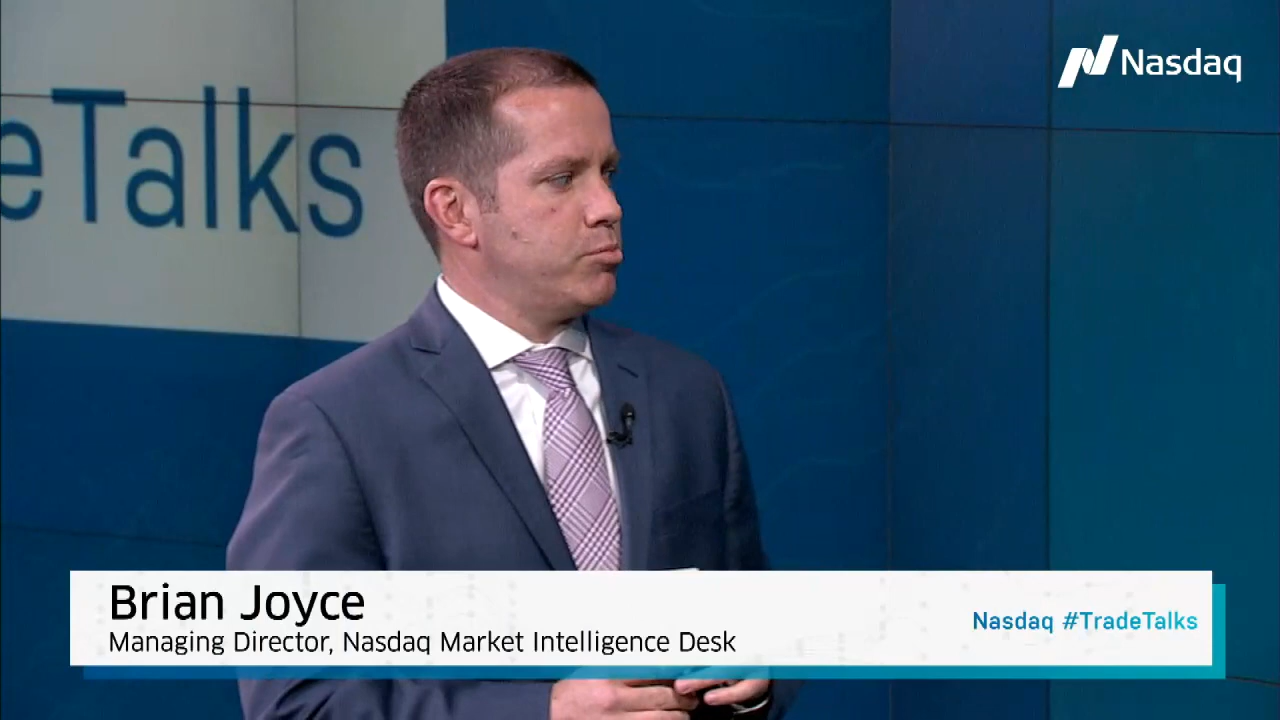 Nasdaq
eTalks
Brian Joyce
Managing Director, Nasdaq Market Intelligence Desk
Nasdaq #TradeTalks